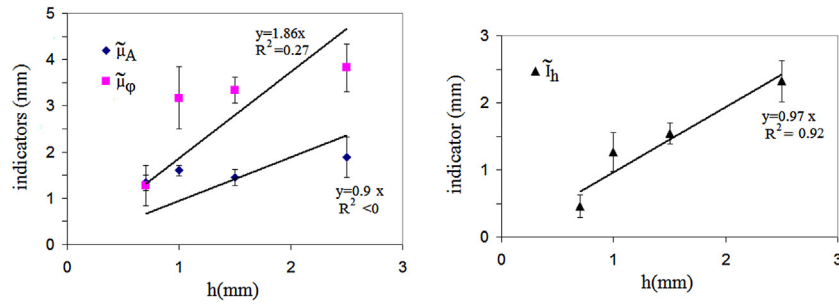 5
4
3
2
1
0
0
1
2
3
indicators (mm)
h(mm)
μ̃A
μ̃φ
y=1.86x
R²=0.27
y=0.9 x
R² <0
3
2
1
0
0
1
2
3
indicator (mm)
h(mm)
Ĩh
y=0.97 x
R²= 0.92